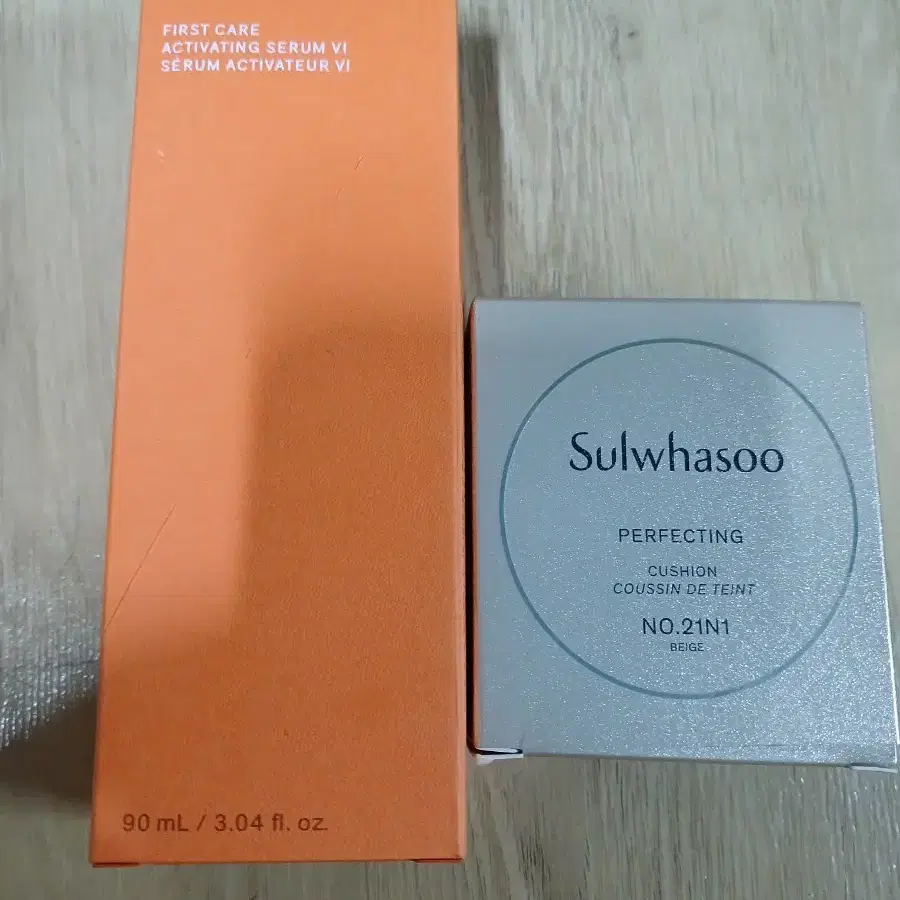 FIRST CARE
ACTIVATING SERUM VI
SÉRUM ACTIVATEUR VI
90 mL / 3.04 fl. oz.
Sulwhasoo
PERFECTING
CUSHION
COUSSIN DE TEINT
NO.21N1
BEIGE